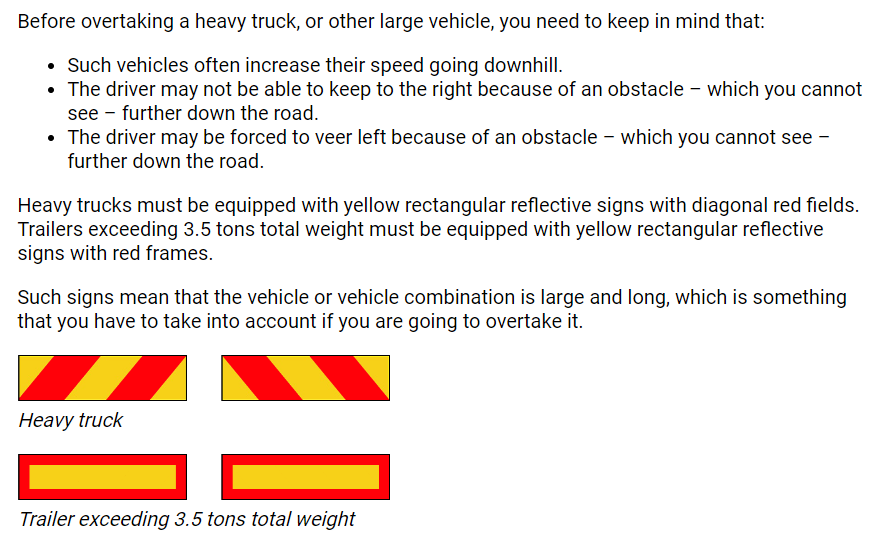 Before overtaking a heavy truck, or other large vehicle, you need to keep in mind that:
• Such vehicles often increase their speed going downhill.
• The driver may not be able to keep to the right because of an obstacle – which you cannot
see – further down the road.
• The driver may be forced to veer left because of an obstacle – which you cannot see –
further down the road.
Heavy trucks must be equipped with yellow rectangular reflective signs with diagonal red fields.
Trailers exceeding 3.5 tons total weight must be equipped with yellow rectangular reflective
signs with red frames.
Such signs mean that the vehicle or vehicle combination is large and long, which is something
that you have to take into account if you are going to overtake it.
Heavy truck
Trailer exceeding 3.5 tons total weight